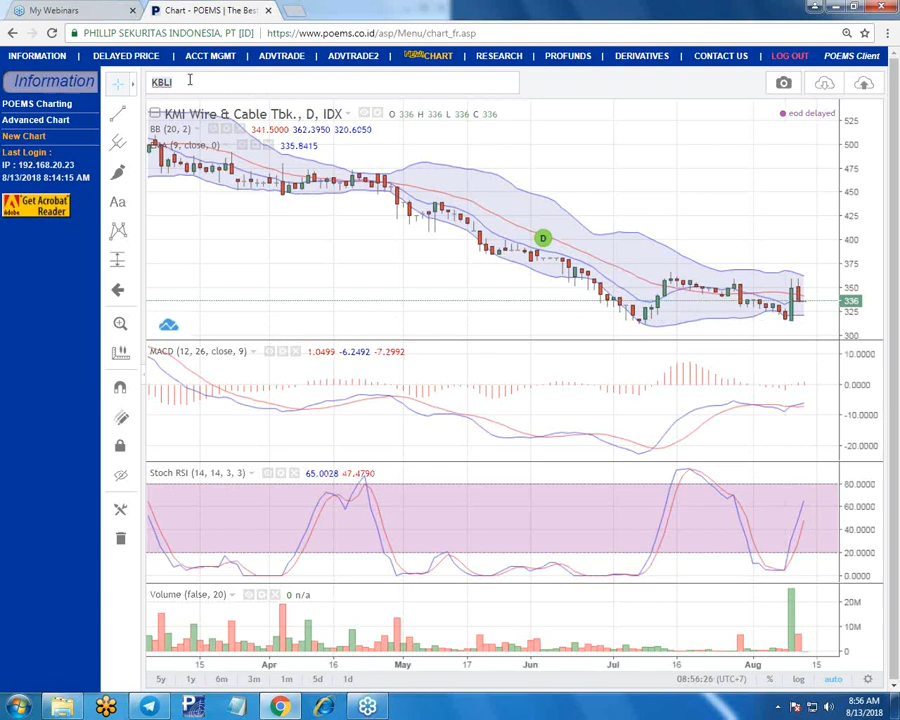 My Webinars
Chart - POEMS | The Bes
PHILLIP SEKURITAS INDONESIA, PT [ID]
https://www.poems.co.id/asp/Menu/chart_fr.asp
INFORMATION
DELAYED PRICE
ACCT MGMT
ADVTRADE
ADVTRADE2
CHART
RESEARCH
PROFUNDS
DERIVATIVES
CONTACT US
LOG OUT
POEMS Client
Information
POEMS Charting
Advanced Chart
New Chart
Last Login :
IP : 192.168.20.23
8/13/2018 8:14:15 AM
Get Acrobat
Reader
Adobe
KBLI
KMI Wire & Cable Tbk., D, IDX
O 336 H 336 L 336 C 336
eod delayed
BB (20, 2) 341.5000 362.3950 320.6050
(9, close, 0) 335.8415
Aa
D
525
500
475
450
425
400
375
350
336
300
MACD (12, 26, close, 9) 1.0499 -6.2492 -7.2992
10.0000
0.0000
-10.0000
-20.0000
Stoch RSI (14, 14, 3, 3) 65.0028 47.4790
80.0000
60.0000
40.0000
20.0000
0.0000
Volume (false, 20) 0 n/a
20M
10M
0
15 Apr 16 May 17 Jun Jul 16 Aug 15
5y 1y 6m 3m 1m 5d 1d
08:56:26 (UTC+7) % log auto
8:56 AM
8/13/2018